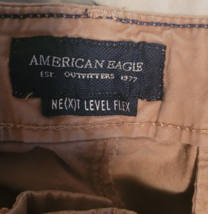 AMERICAN EAGLE
EST. OUTFITTERS 1977
NE(X)T LEVEL FLEX